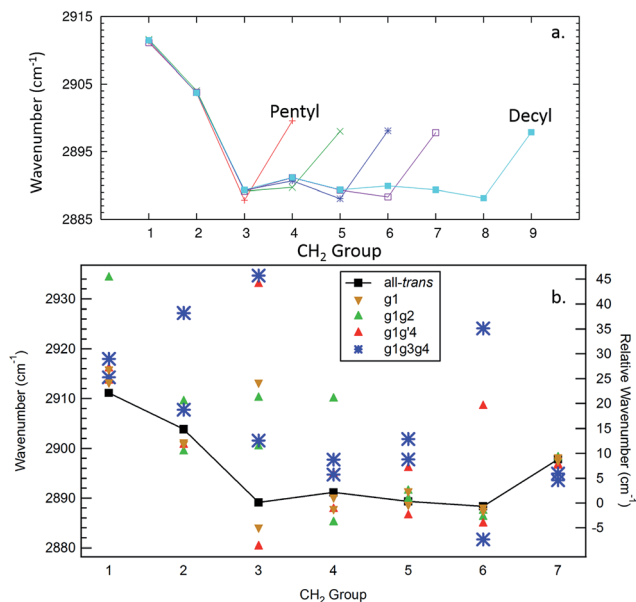 a.
2915
2905
2895
2885
Wavenumber (cm⁻¹)
Pentyl
Decyl
1 2 3 4 5 6 7 8 9
CH₂ Group
b.
all-trans
g1
g1g2
g1g'4
g1g3g4
2930
2920
2910
2900
2890
2880
Wavenumber (cm⁻¹)
45
40
35
30
25
20
15
10
5
0
-5
Relative Wavenumber (cm⁻¹)
1 2 3 4 5 6 7
CH₂ Group